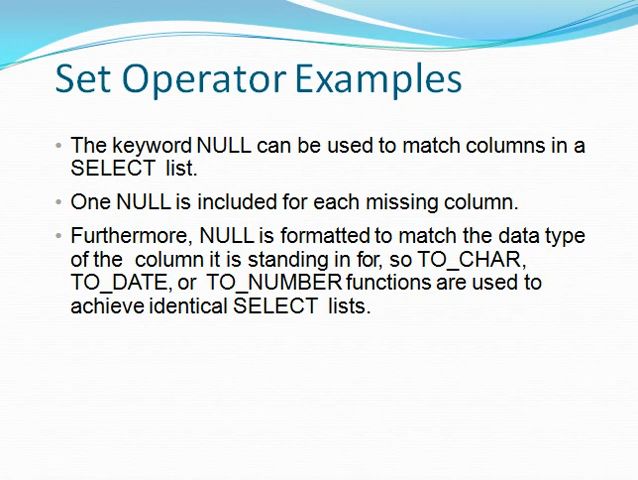 Set Operator Examples
• The keyword NULL can be used to match columns in a
SELECT list.
• One NULL is included for each missing column.
• Furthermore, NULL is formatted to match the data type
of the column it is standing in for, so TO_CHAR,
TO_DATE, or TO_NUMBER functions are used to
achieve identical SELECT lists.